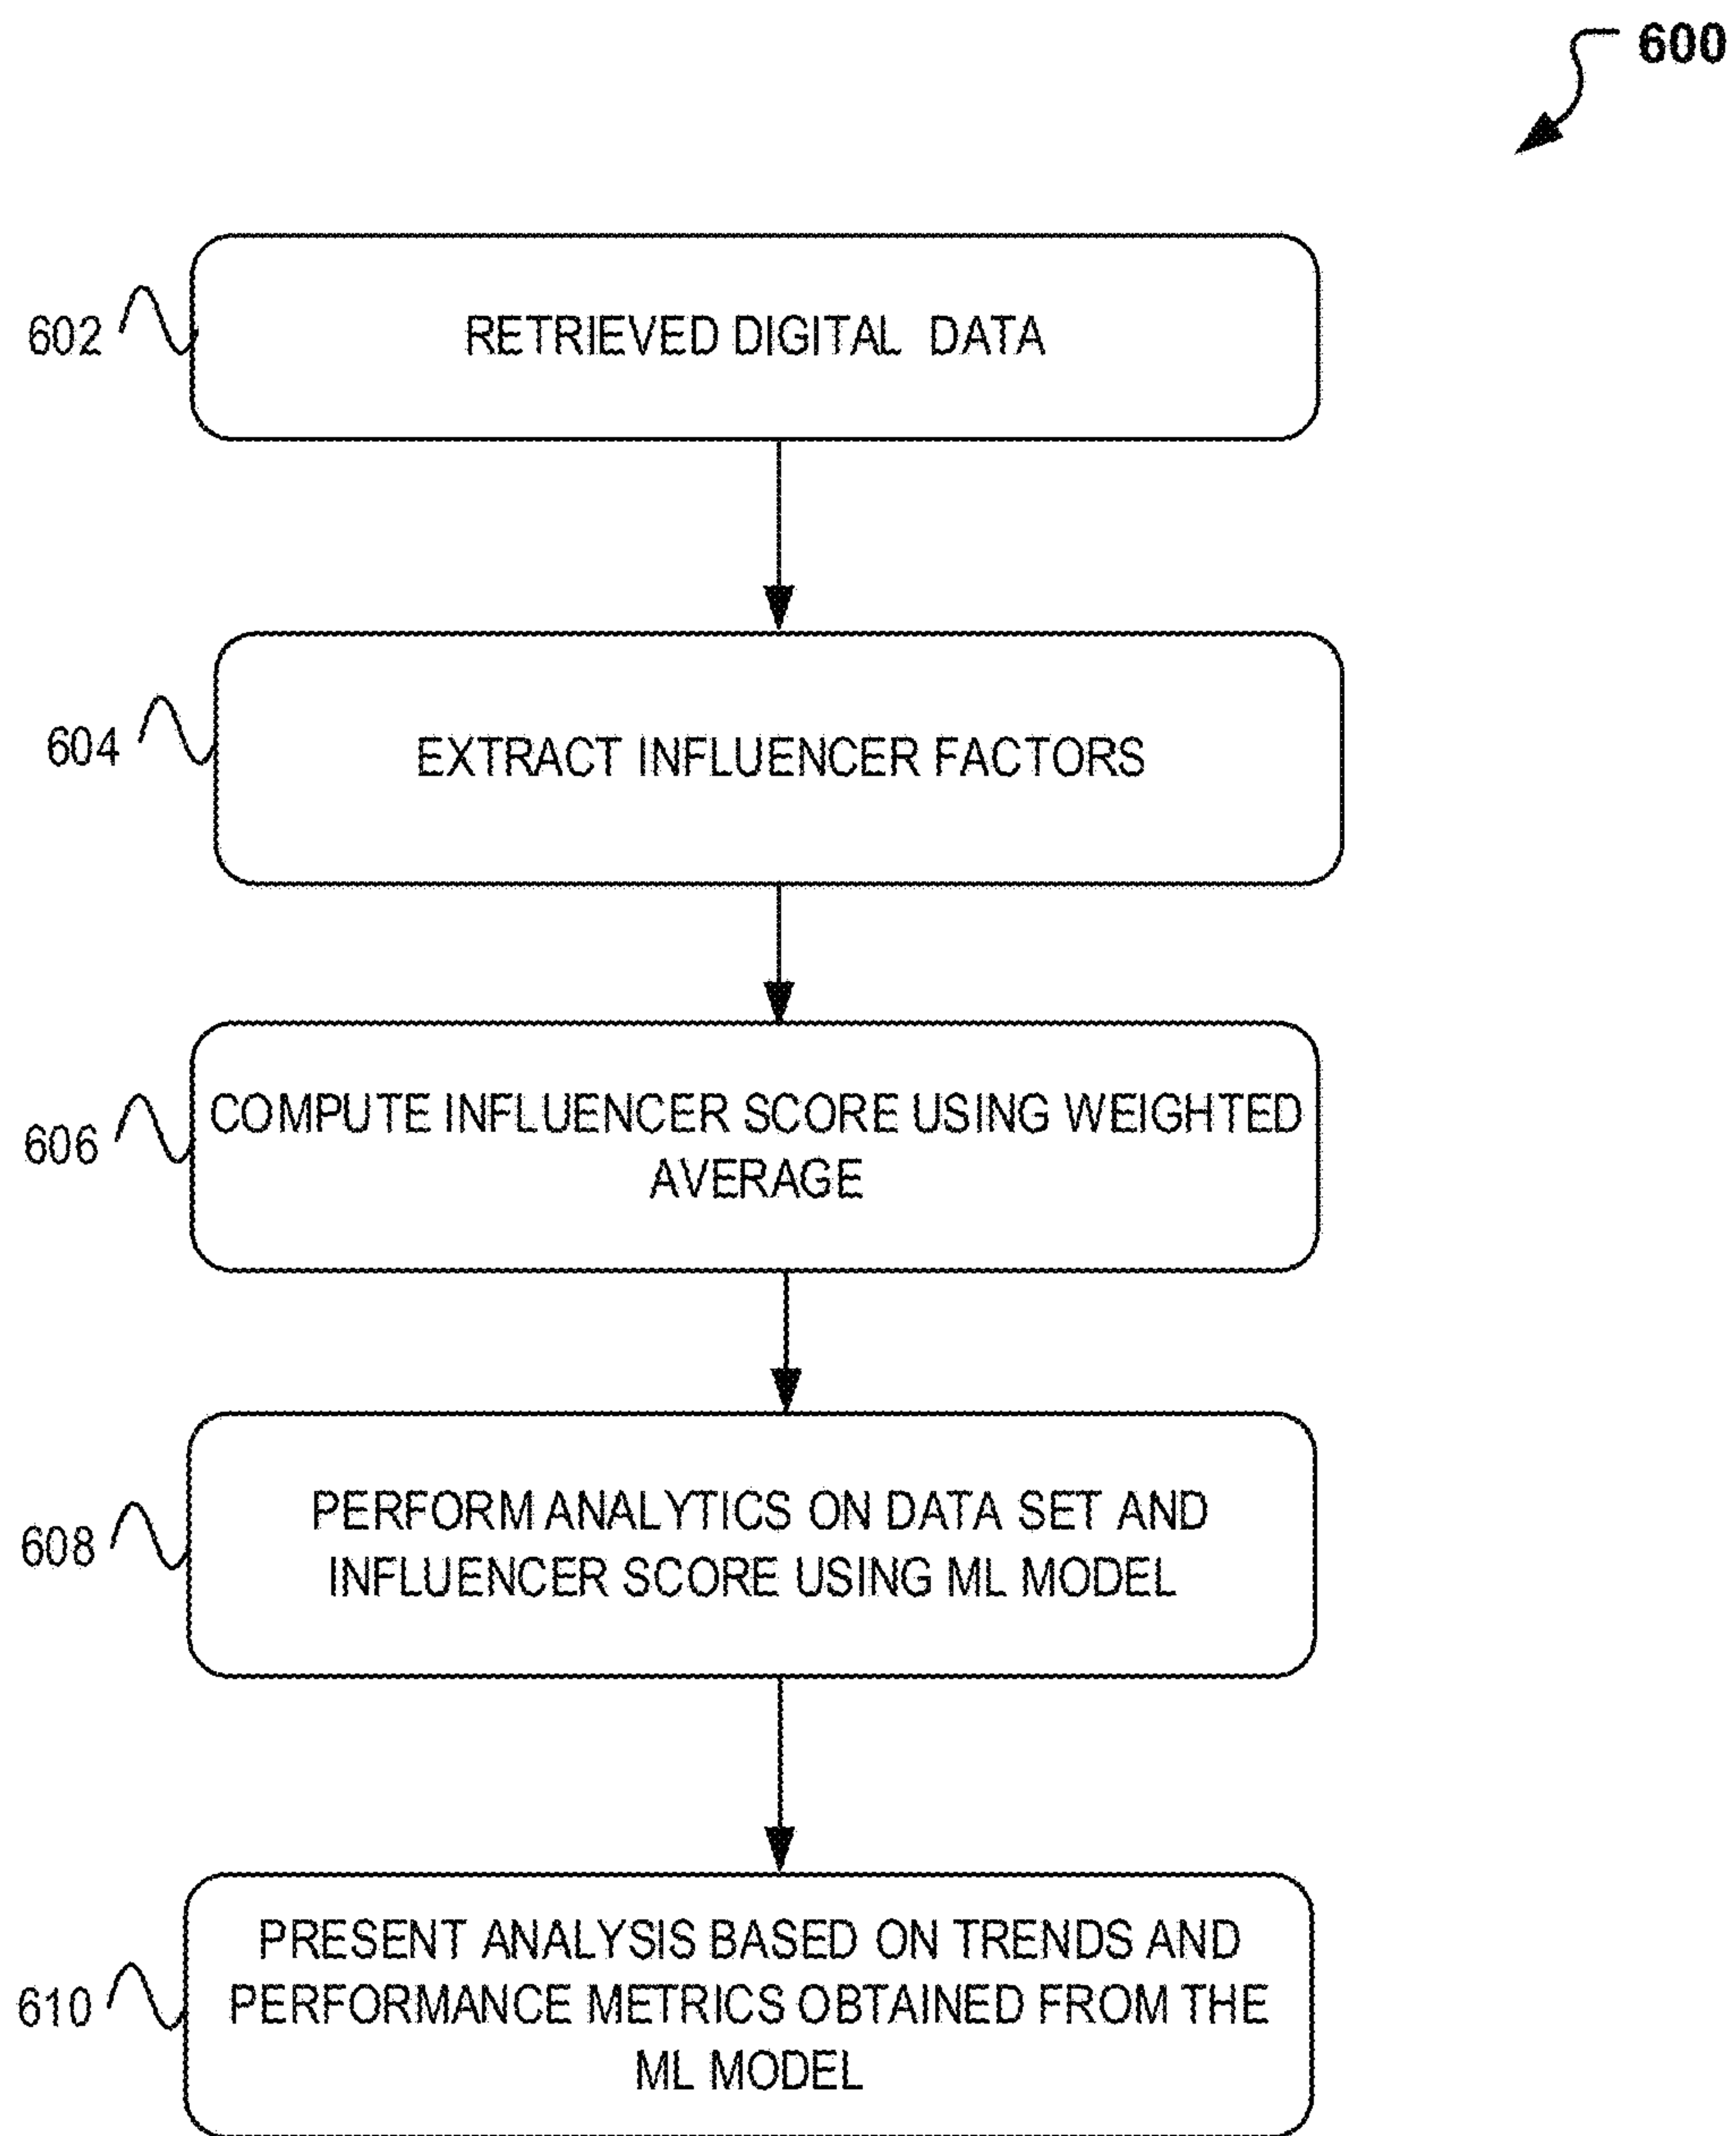 600
602
RETRIEVED DIGITAL DATA
604
EXTRACT INFLUENCER FACTORS
606
COMPUTE INFLUENCER SCORE USING WEIGHTED
AVERAGE
608
PERFORM ANALYTICS ON DATA SET AND
INFLUENCER SCORE USING ML MODEL
610
PRESENT ANALYSIS BASED ON TRENDS AND
PERFORMANCE METRICS OBTAINED FROM THE
ML MODEL